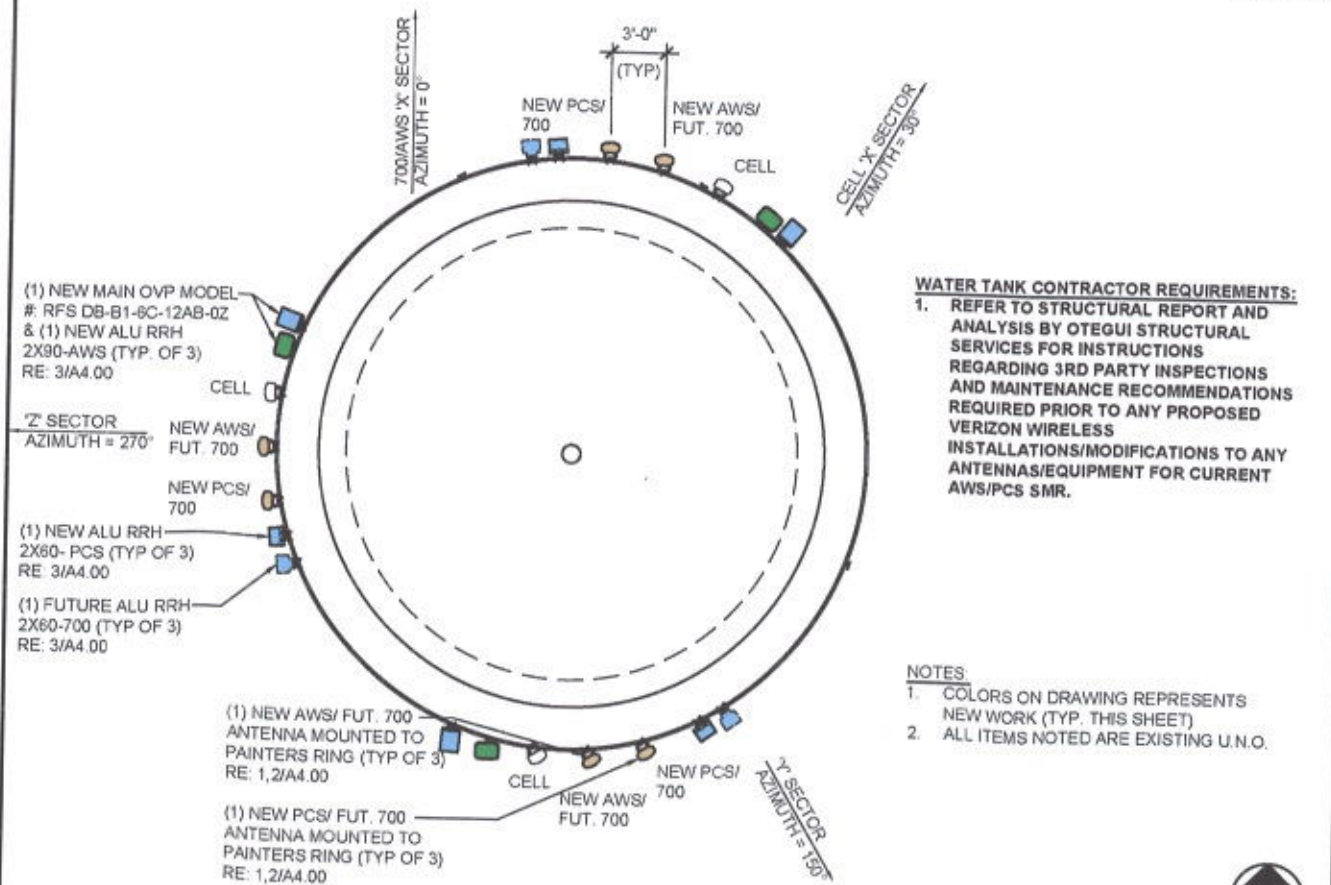 700/AWS 'X' SECTOR
AZIMUTH = 0°
3'-0"
(TYP)
NEW PCS/
700
NEW AWS/
FUT. 700
CELL
CELL 'X' SECTOR
AZIMUTH = 30°
(1) NEW MAIN OVP MODEL
#: RFS DB-B1-6C-12AB-0Z
& (1) NEW ALU RRH
2X90-AWS (TYP. OF 3)
RE: 3/A4.00
CELL
'Z' SECTOR
AZIMUTH = 270°
NEW AWS/
FUT. 700
NEW PCS/
700
(1) NEW ALU RRH
2X60- PCS (TYP OF 3)
RE: 3/A4.00
(1) FUTURE ALU RRH
2X60-700 (TYP OF 3)
RE: 3/A4.00
WATER TANK CONTRACTOR REQUIREMENTS:
1. REFER TO STRUCTURAL REPORT AND
ANALYSIS BY OTEGUI STRUCTURAL
SERVICES FOR INSTRUCTIONS
REGARDING 3RD PARTY INSPECTIONS
AND MAINTENANCE RECOMMENDATIONS
REQUIRED PRIOR TO ANY PROPOSED
VERIZON WIRELESS
INSTALLATIONS/MODIFICATIONS TO ANY
ANTENNAS/EQUIPMENT FOR CURRENT
AWS/PCS SMR.
(1) NEW AWS/ FUT. 700
ANTENNA MOUNTED TO
PAINTERS RING (TYP OF 3)
RE: 1,2/A4.00
CELL
NEW AWS/
FUT. 700
NEW PCS/
700
'Y' SECTOR
AZIMUTH = 150°
(1) NEW PCS/ FUT. 700
ANTENNA MOUNTED TO
PAINTERS RING (TYP OF 3)
RE: 1,2/A4.00
NOTES:
1. COLORS ON DRAWING REPRESENTS
NEW WORK (TYP. THIS SHEET)
2. ALL ITEMS NOTED ARE EXISTING U.N.O.